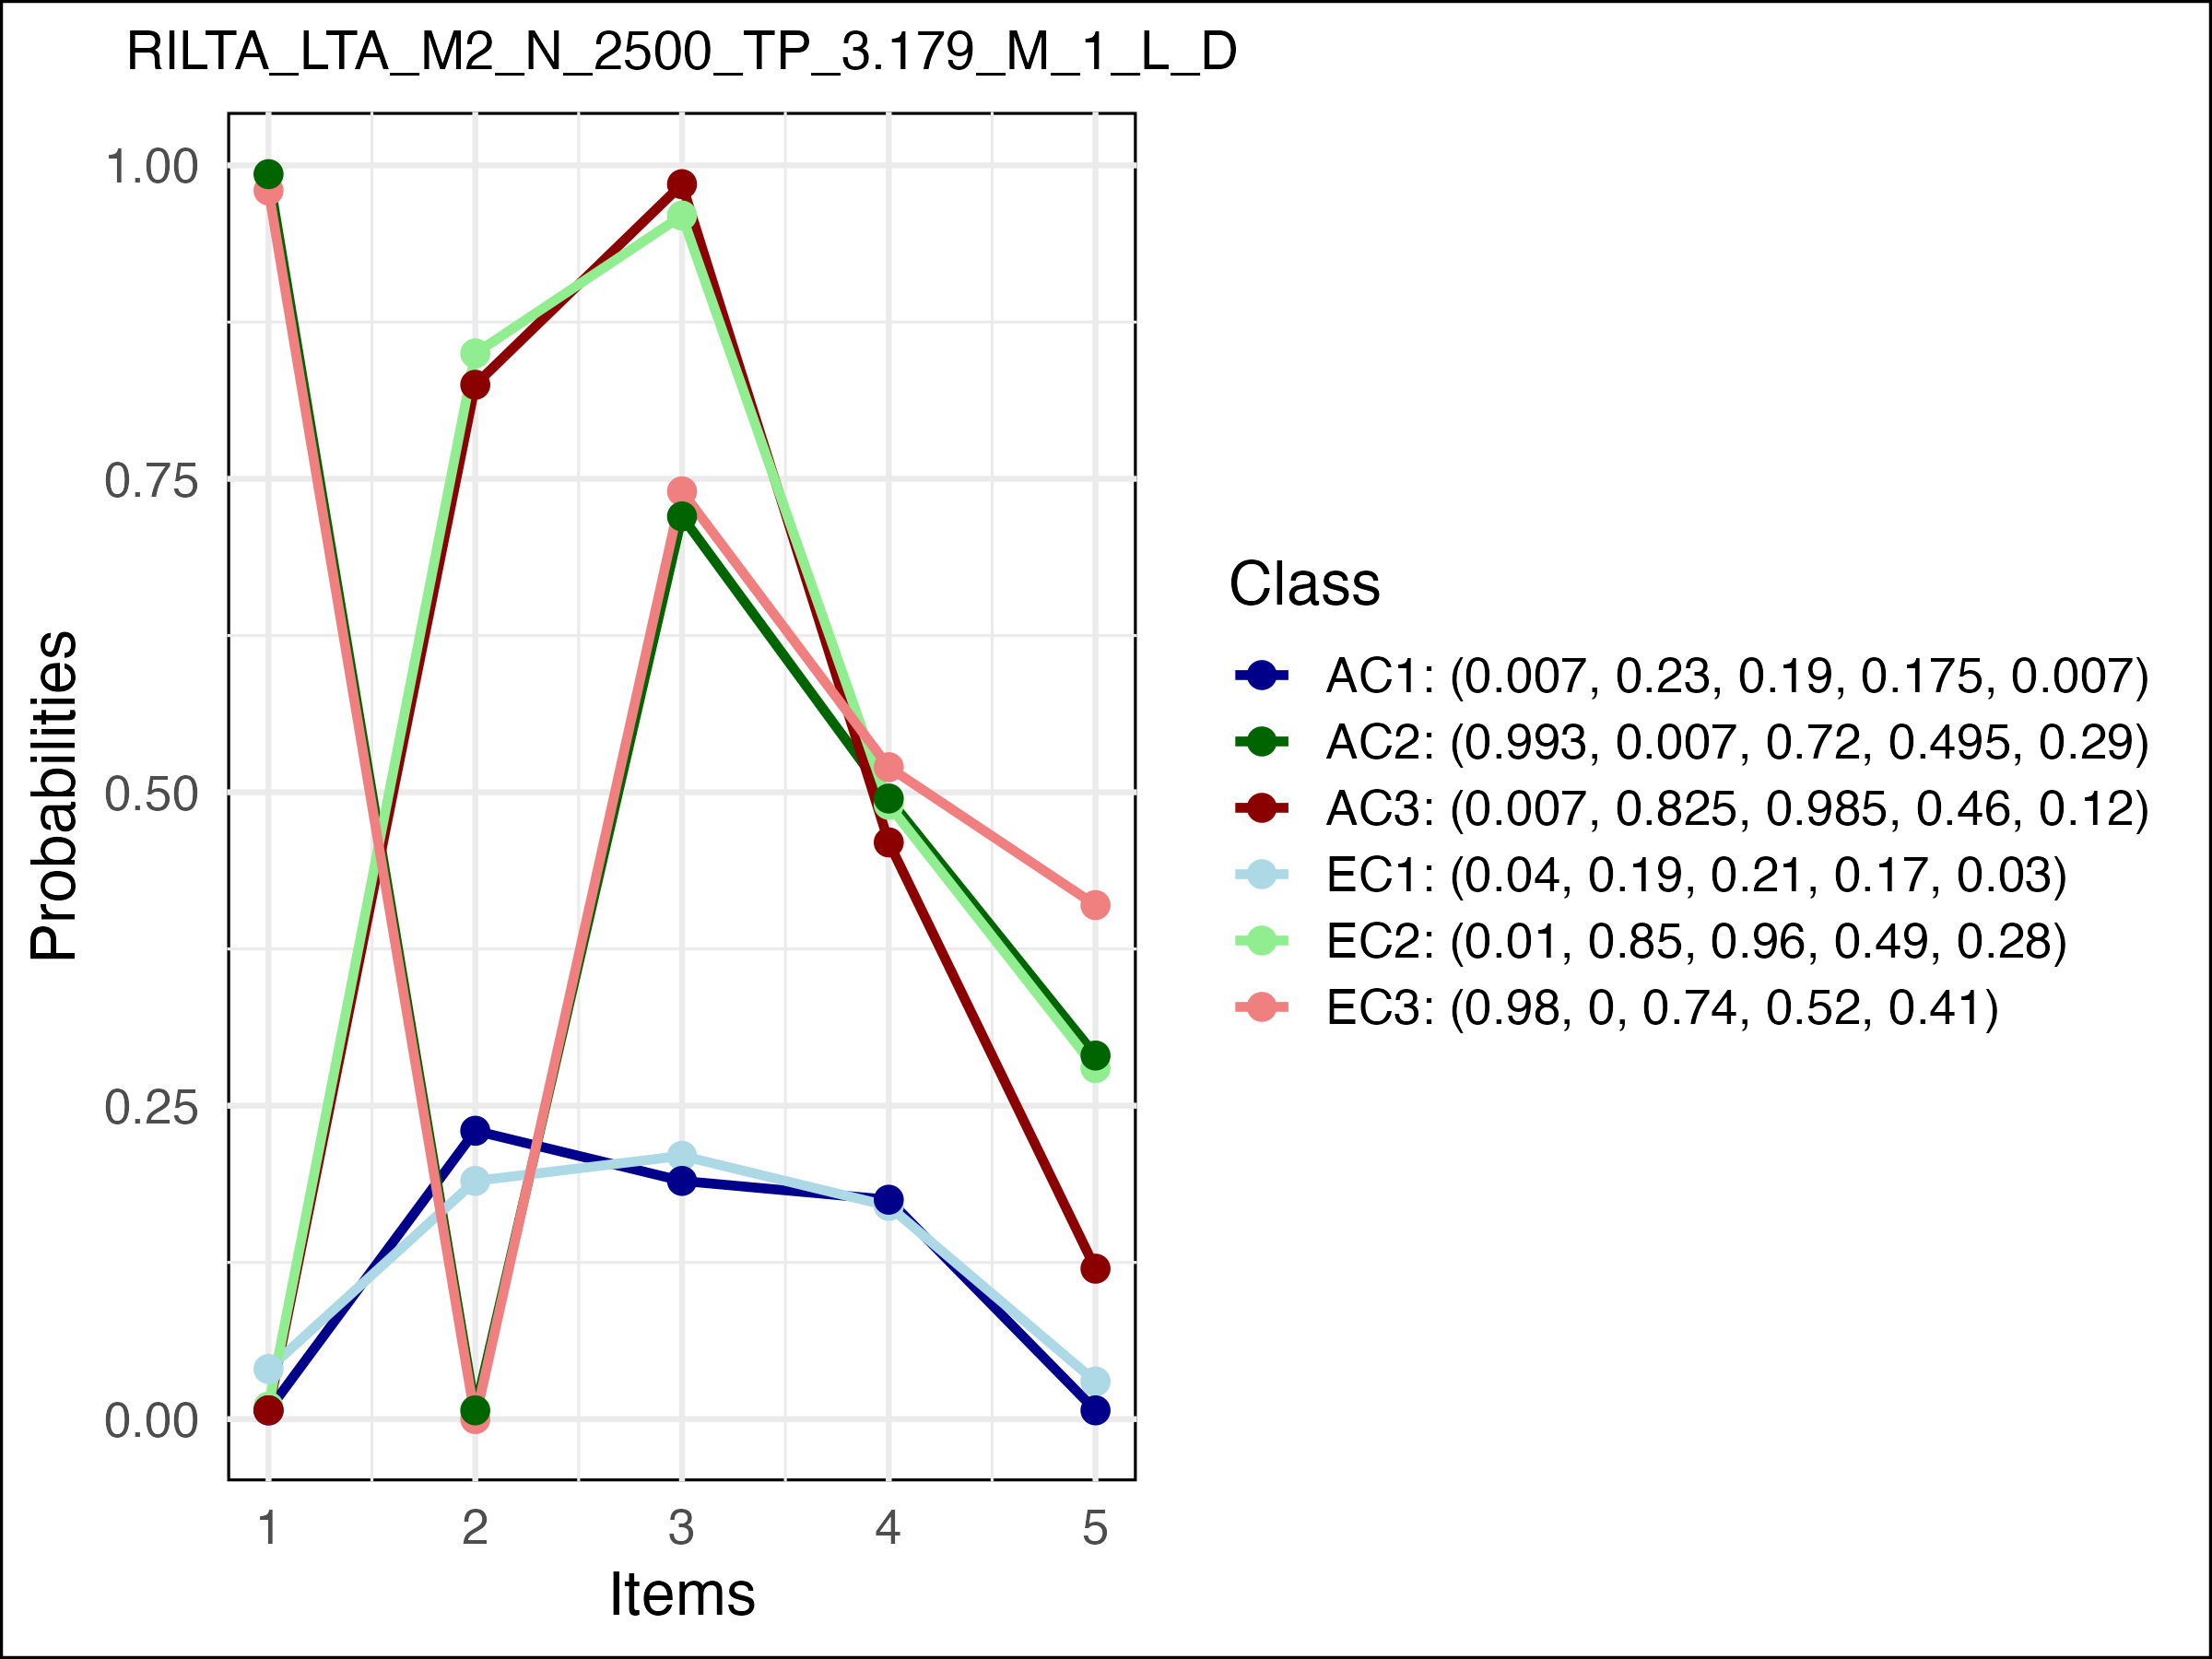 RILTA_LTA_M2_N_2500_TP_3.179_M_1_L_D
1.00
0.75
0.50
0.25
0.00
Probabilities
1 2 3 4 5
Items
Class
AC1: (0.007, 0.23, 0.19, 0.175, 0.007)
AC2: (0.993, 0.007, 0.72, 0.495, 0.29)
AC3: (0.007, 0.825, 0.985, 0.46, 0.12)
EC1: (0.04, 0.19, 0.21, 0.17, 0.03)
EC2: (0.01, 0.85, 0.96, 0.49, 0.28)
EC3: (0.98, 0, 0.74, 0.52, 0.41)